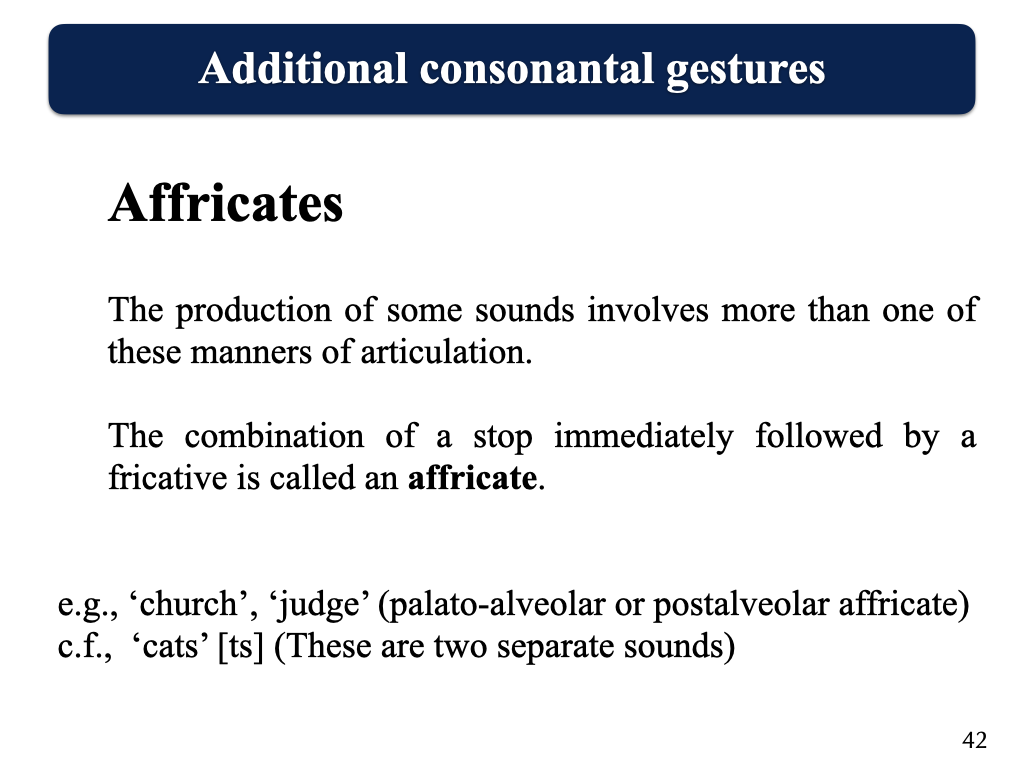 Additional consonantal gestures
Affricates
The production of some sounds involves more than one of
these manners of articulation.
The combination of a stop immediately followed by a
fricative is called an affricate.
e.g., ‘church’, ‘judge’ (palato-alveolar or postalveolar affricate)
c.f., ‘cats’ [ts] (These are two separate sounds)
42